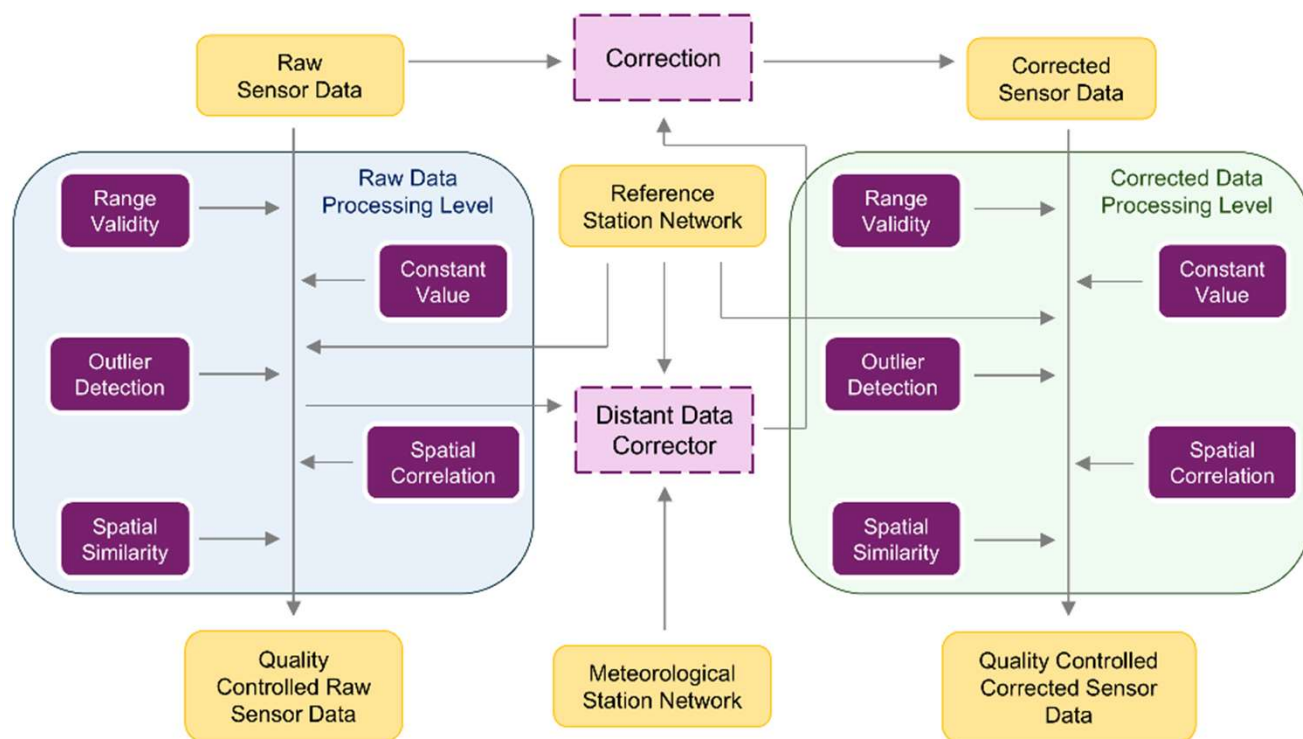 Raw
Sensor Data
Correction
Corrected
Sensor Data
Raw Data
Processing Level
Range
Validity
Constant
Value
Outlier
Detection
Spatial
Correlation
Spatial
Similarity
Quality
Controlled Raw
Sensor Data
Reference
Station Network
Distant Data
Corrector
Meteorological
Station Network
Corrected Data
Processing Level
Range
Validity
Constant
Value
Outlier
Detection
Spatial
Correlation
Spatial
Similarity
Quality Controlled
Corrected Sensor
Data